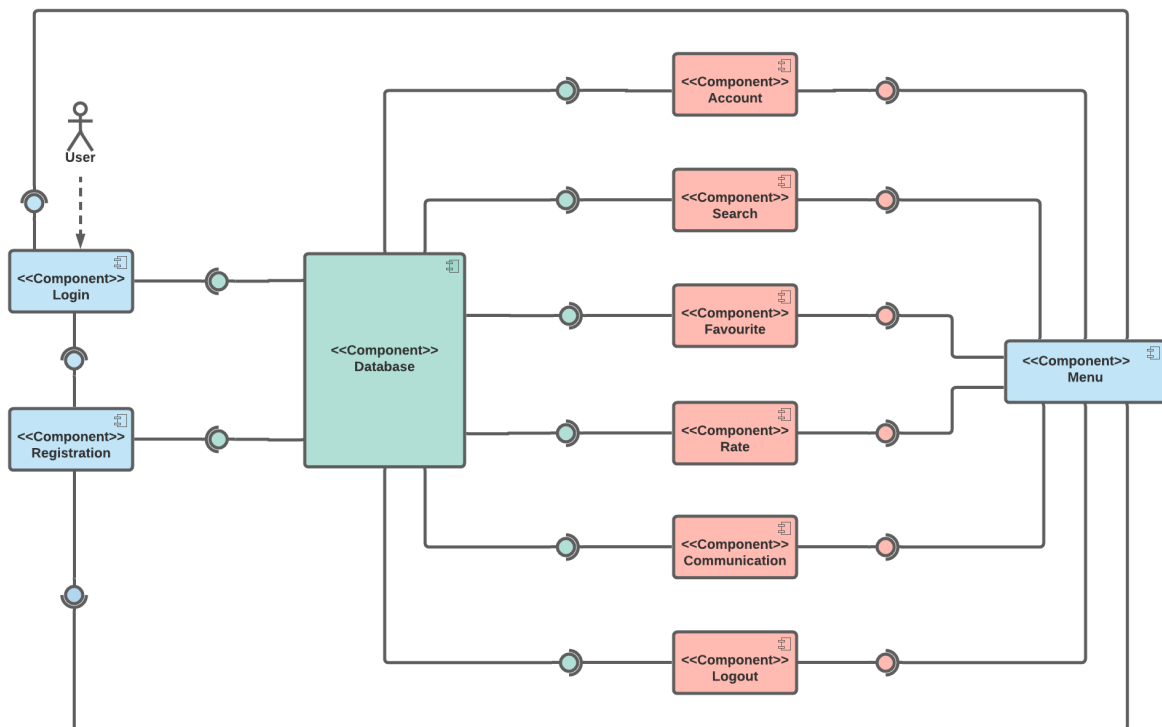 <<Component>>
Account
User
<<Component>>
Search
<<Component>>
Login
<<Component>>
Favourite
<<Component>>
Database
<<Component>>
Menu
<<Component>>
Registration
<<Component>>
Rate
<<Component>>
Communication
<<Component>>
Logout